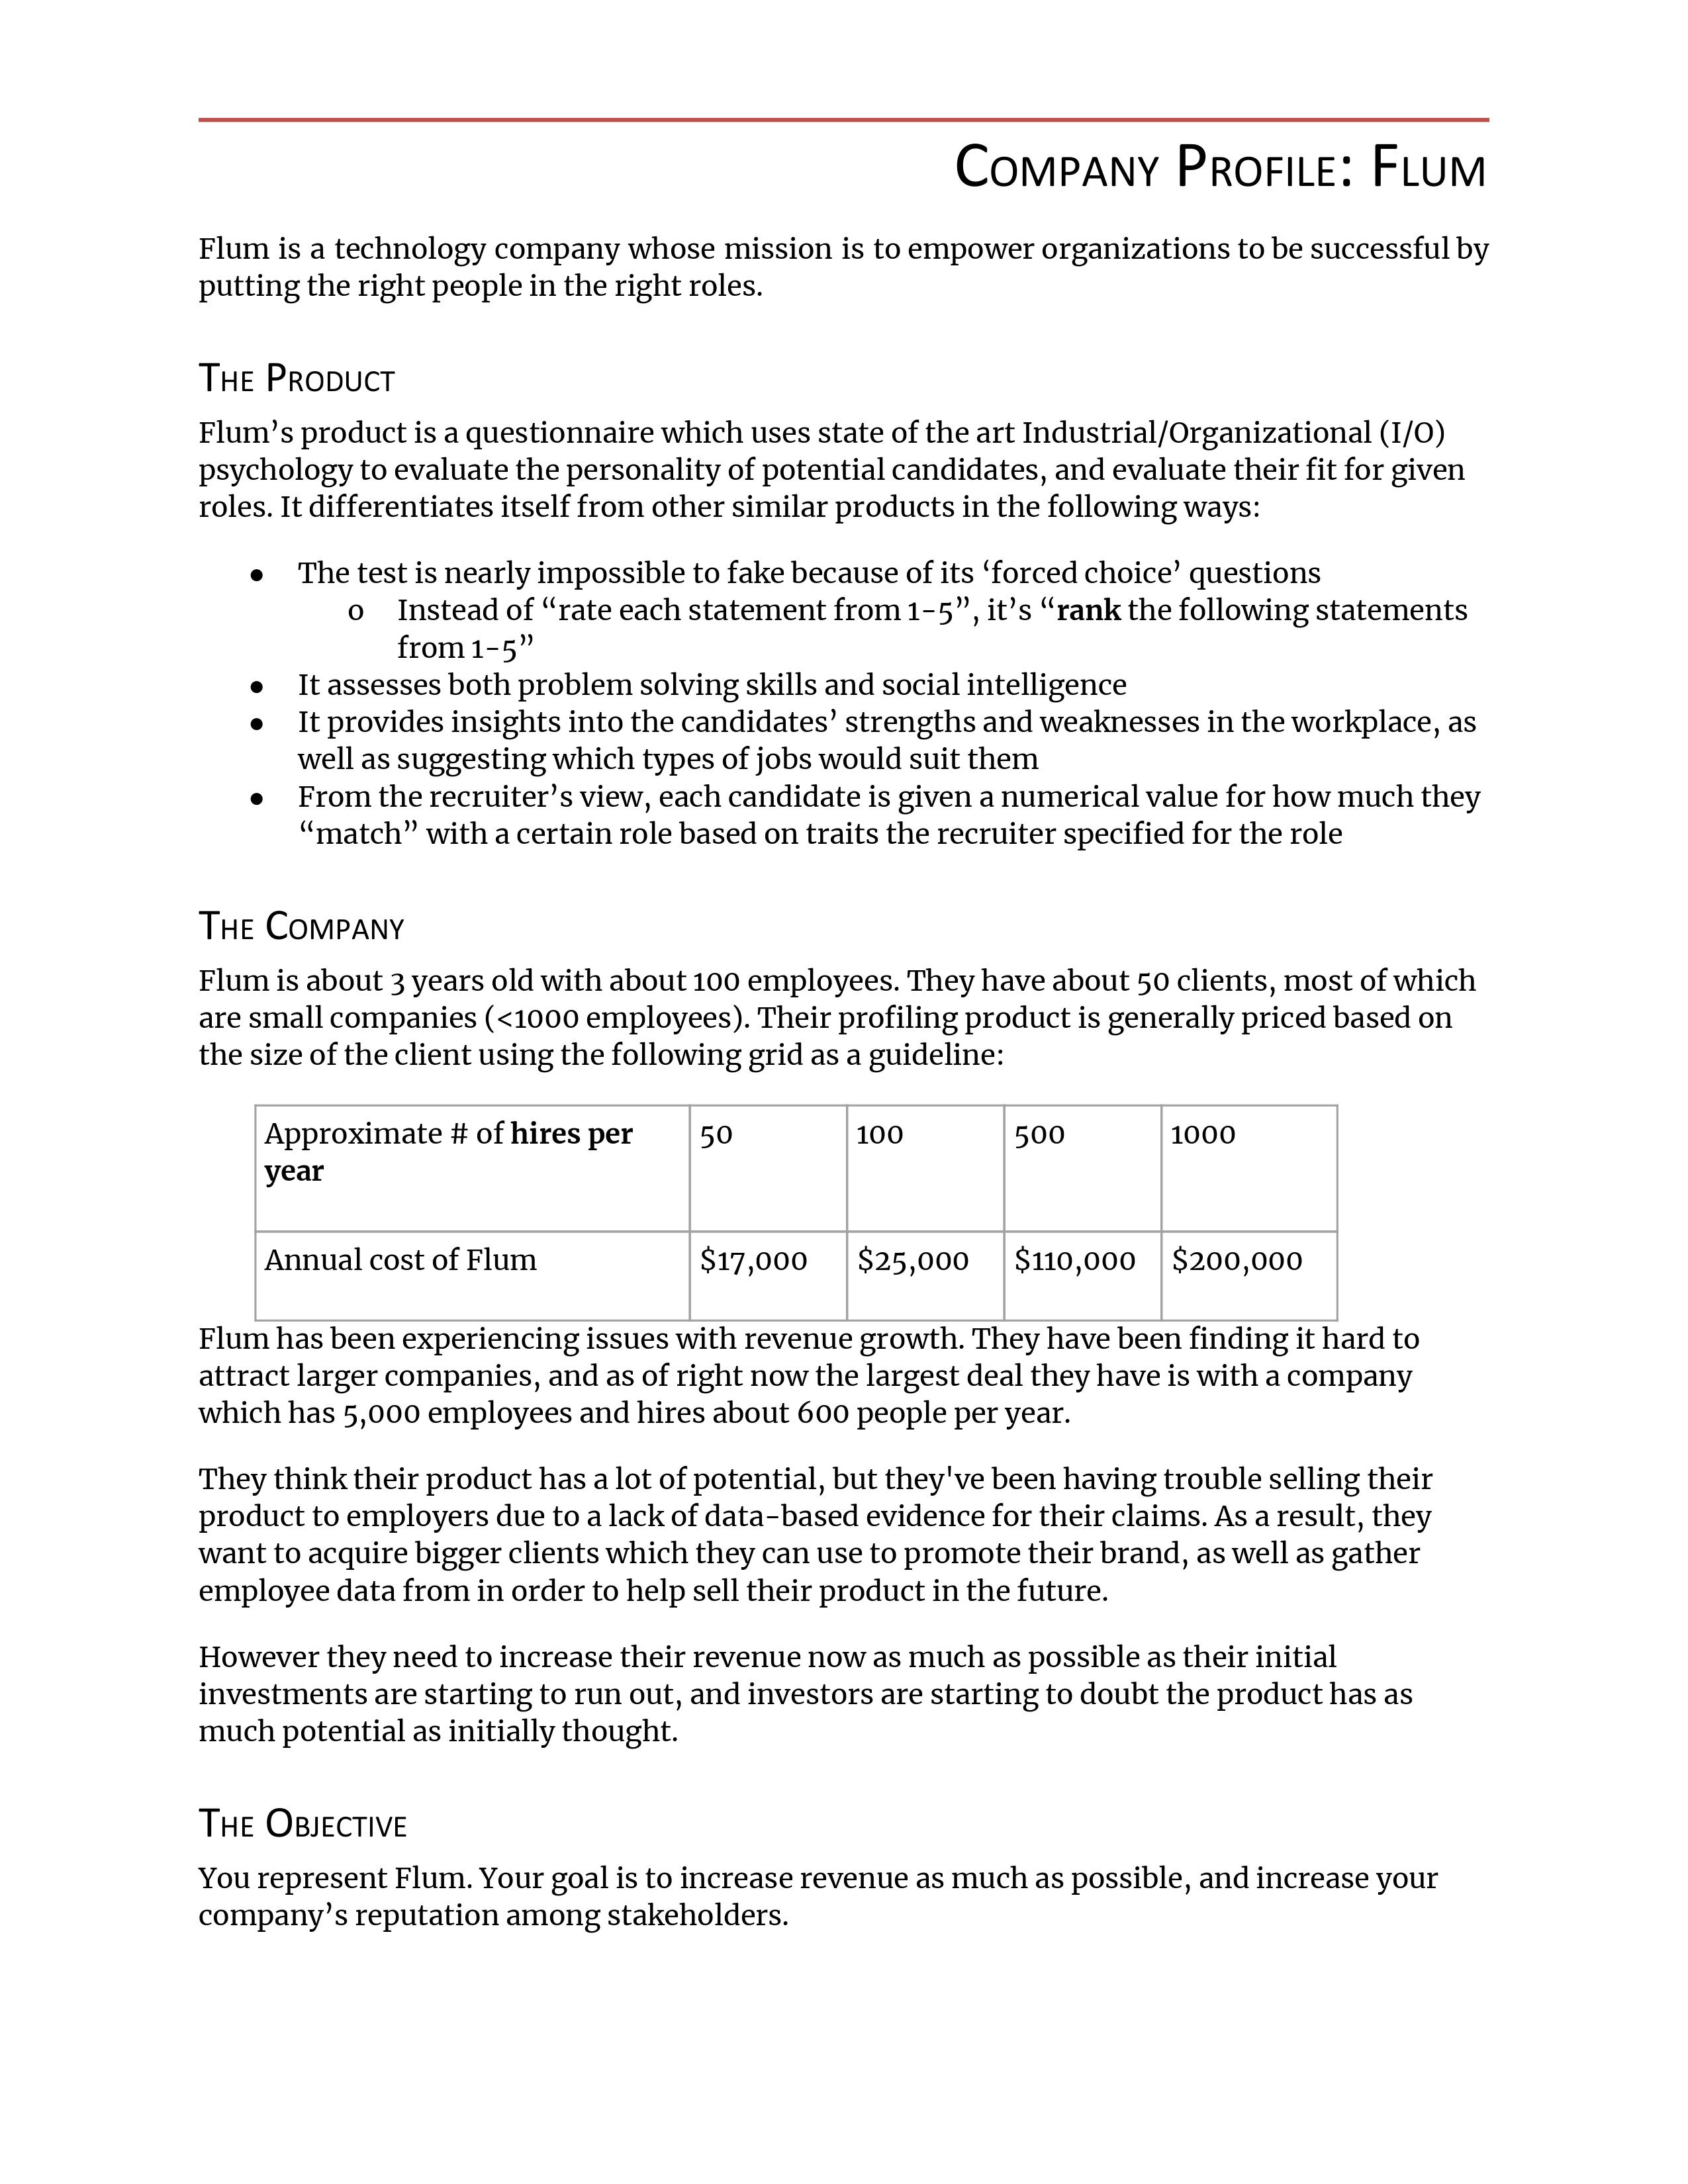 Company Profile: Flum
Flum is a technology company whose mission is to empower organizations to be successful by
putting the right people in the right roles.
The Product
Flum’s product is a questionnaire which uses state of the art Industrial/Organizational (I/O)
psychology to evaluate the personality of potential candidates, and evaluate their fit for given
roles. It differentiates itself from other similar products in the following ways:
● The test is nearly impossible to fake because of its ‘forced choice’ questions
o Instead of “rate each statement from 1-5”, it’s “rank the following statements
from 1-5”
● It assesses both problem solving skills and social intelligence
● It provides insights into the candidates’ strengths and weaknesses in the workplace, as
well as suggesting which types of jobs would suit them
● From the recruiter’s view, each candidate is given a numerical value for how much they
“match” with a certain role based on traits the recruiter specified for the role
The Company
Flum is about 3 years old with about 100 employees. They have about 50 clients, most of which
are small companies (<1000 employees). Their profiling product is generally priced based on
the size of the client using the following grid as a guideline:
Approximate # of hires per 50 100 500 1000
year
Annual cost of Flum $17,000 $25,000 $110,000 $200,000
Flum has been experiencing issues with revenue growth. They have been finding it hard to
attract larger companies, and as of right now the largest deal they have is with a company
which has 5,000 employees and hires about 600 people per year.
They think their product has a lot of potential, but they've been having trouble selling their
product to employers due to a lack of data-based evidence for their claims. As a result, they
want to acquire bigger clients which they can use to promote their brand, as well as gather
employee data from in order to help sell their product in the future.
However they need to increase their revenue now as much as possible as their initial
investments are starting to run out, and investors are starting to doubt the product has as
much potential as initially thought.
The Objective
You represent Flum. Your goal is to increase revenue as much as possible, and increase your
company’s reputation among stakeholders.